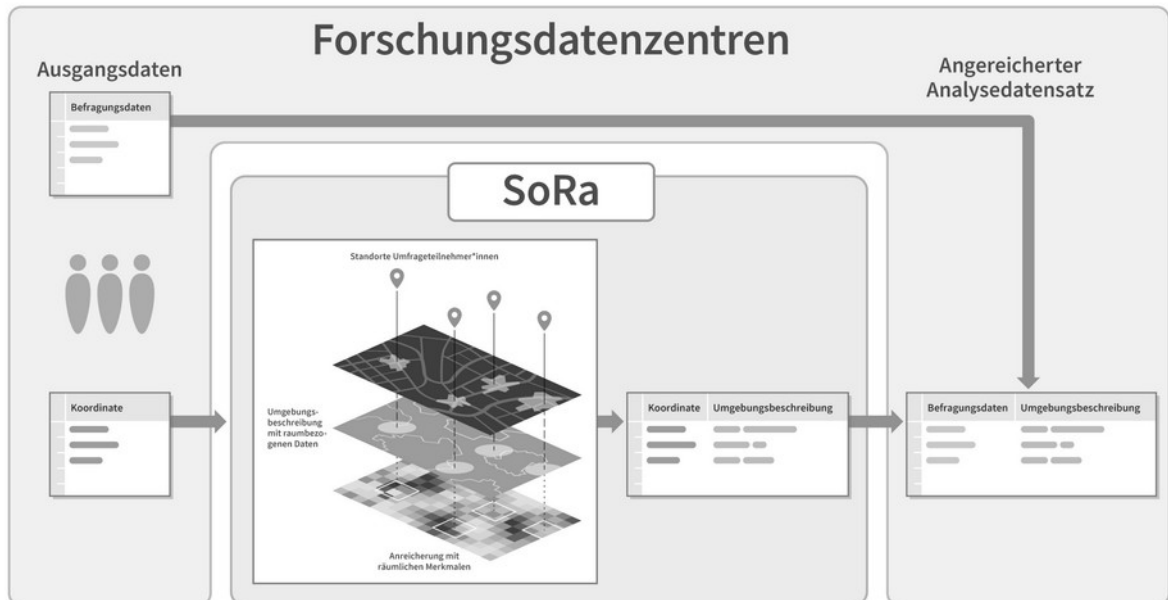 Forschungsdatenzentren
Ausgangsdaten
Befragungsdaten
Angereicherter
Analysedatensatz
SoRa
Standorte Umfrageteilnehmer*innen
Umgebungs-
beschreibung
mit raumbezo-
genen Daten
Anreicherung mit
räumlichen Merkmalen
Koordinate
Koordinate Umgebungsbeschreibung
Befragungsdaten Umgebungsbeschreibung